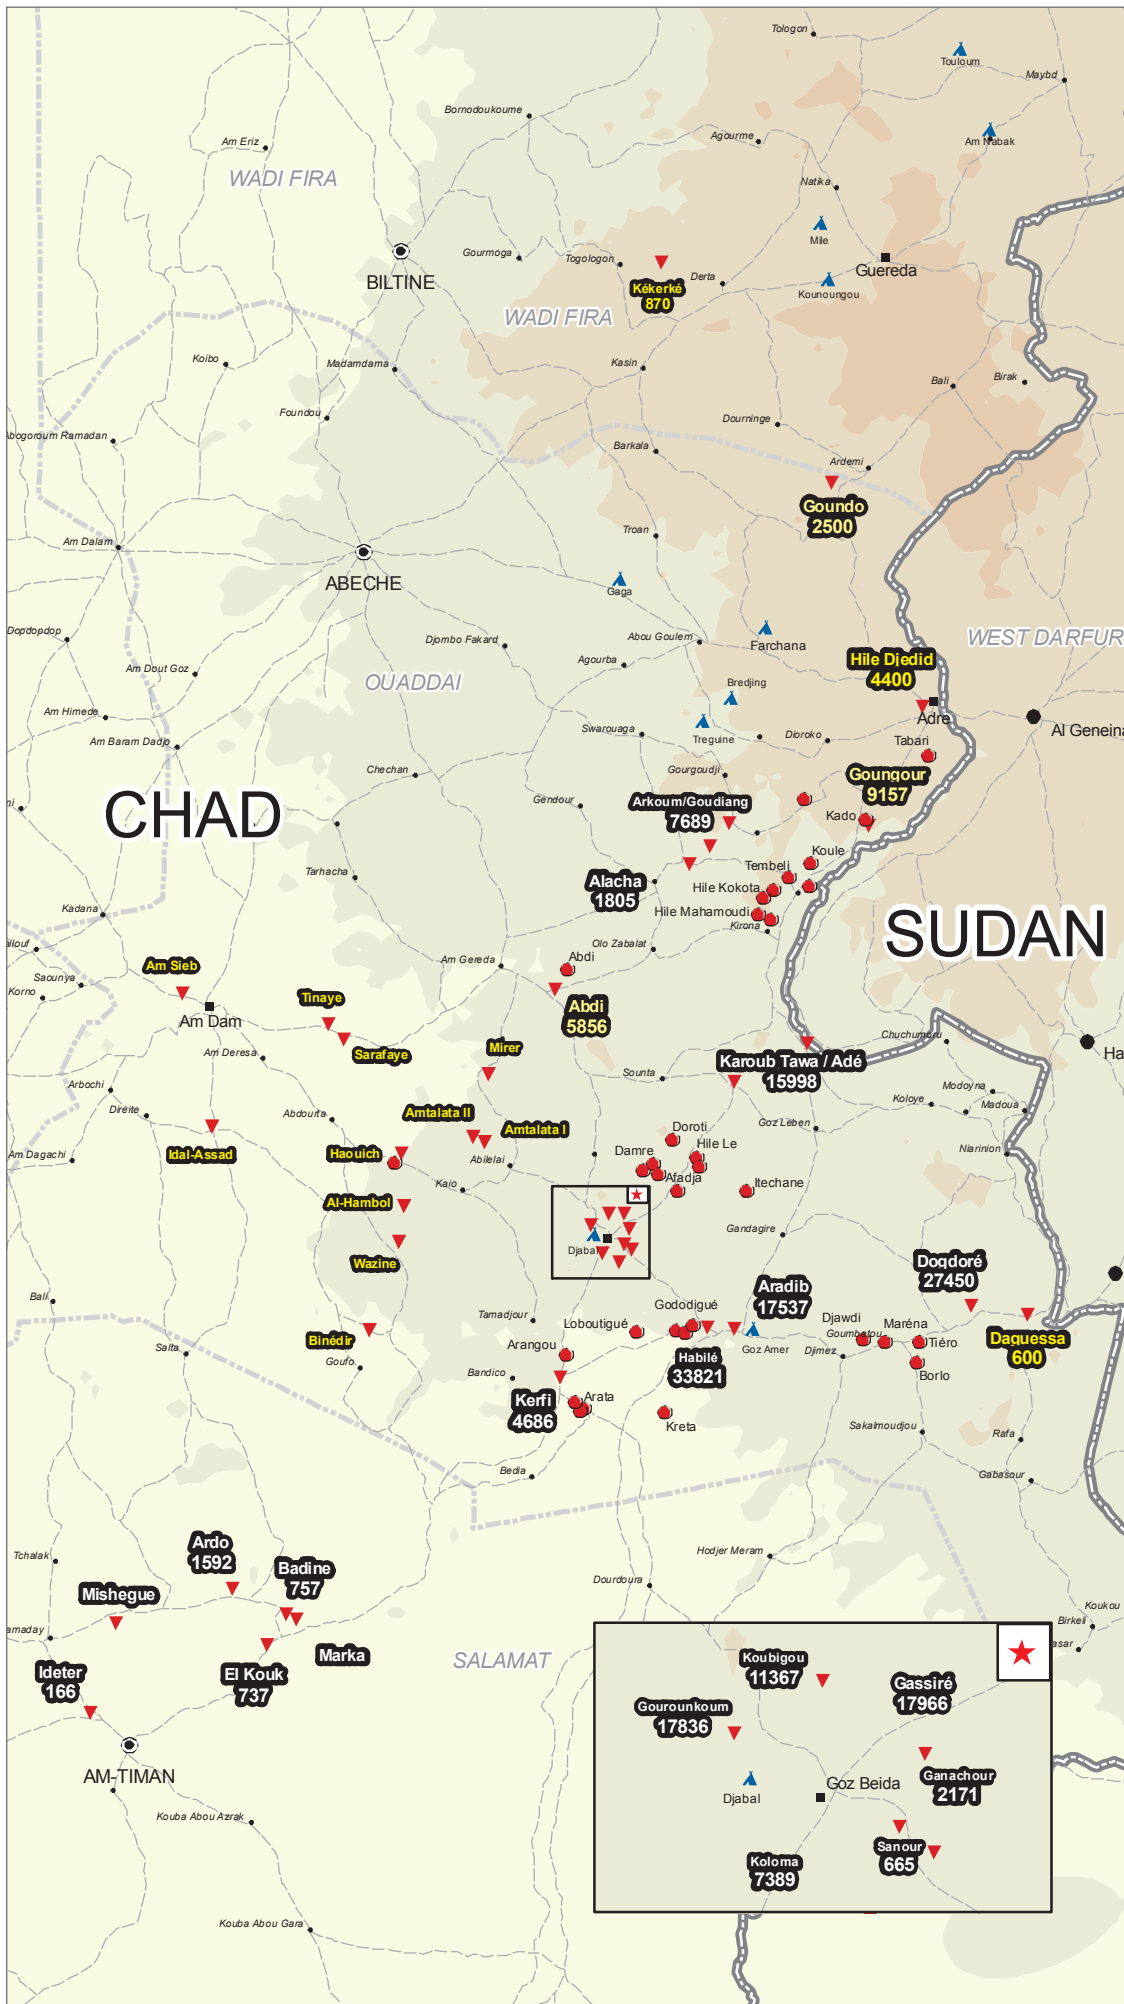 Tologon
Touloum
Maybd
Bornodoukoume
Am Eriz
Agourme
Am Nabak
WADI FIRA
Natika
Mile
Gourmoga
Togologon
BILTINE
Kékerké
870
Derta
Guereda
Kounoungou
WADI FIRA
Koibo
Madamdama
Kasin
Bali
Birak
Foundou
Dourringe
Abogoroum Ramadan
Barkala
Ardemi
Goundo
2500
Troan
Am Dalam
ABECHE
Gaga
Dopdopdop
Djombo Fakard
Abou Goulem
Farchana
WEST DARFUR
Agourba
Hile Djedid
4400
Am Dout Goz
OUADDAI
Bredjing
Am Himede
Adre
Al Geneina
Swarouaga
Treguine
Dioroko
Tabari
Am Baram Dadjo
Chechan
Gourgoudji
Goungour
9157
Gendour
Arkoum/Goudiang
7689
CHAD
Kado
Koule
Tembeli
Tarhacha
Alacha
1805
Hile Kokota
Hile Mahamoudi
Kirona
Kadana
SUDAN
Olo Zabalat
Am Gereda
Abdi
Am Sieb
Saounya
Korno
Tinaye
Am Dam
Abdi
5856
Sarafaye
Mirer
Chuchumoru
Am Deresa
Karoub Tawa / Adé
15998
Sounta
Arbochi
Modoyna
Koloye
Madoua
Direite
Abdourta
Amtalata II
Amtalata I
Goz Leben
Doroti
Idal-Assad
Haouich
Damre
Hile Le
Niarinion
Am Dagachi
Abilelai
Afadja
Itechane
Kaio
Al-Hambol
Gandagire
Djabal
Wazine
Dogdoré
27450
Aradib
17537
Bali
Tamadjour
Gododigué
Loboutigué
Djawdi
Goumbatou
Maréna
Tiéro
Daguessa
600
Binédir
Salta
Goufo
Arangou
Habilé
33821
Goz Amer
Djimez
Borlo
Bandico
Kerfi
4686
Arata
Kreta
Sakalmoudjou
Rafa
Bedia
Gabasour
Ardo
1592
Tchalak
Badine
757
Hodjer Meram
Dourdoura
Mishegue
Koukou
Birkeli
Marka
SALAMAT
Ideter
166
El Kouk
737
Koubigou
11367
Gassiré
17966
Gourounkoum
17836
AM-TIMAN
Djabal
Goz Beida
Ganachour
2171
Kouba Abou Azrak
Sanour
665
Koloma
7389
Kouba Abou Gara